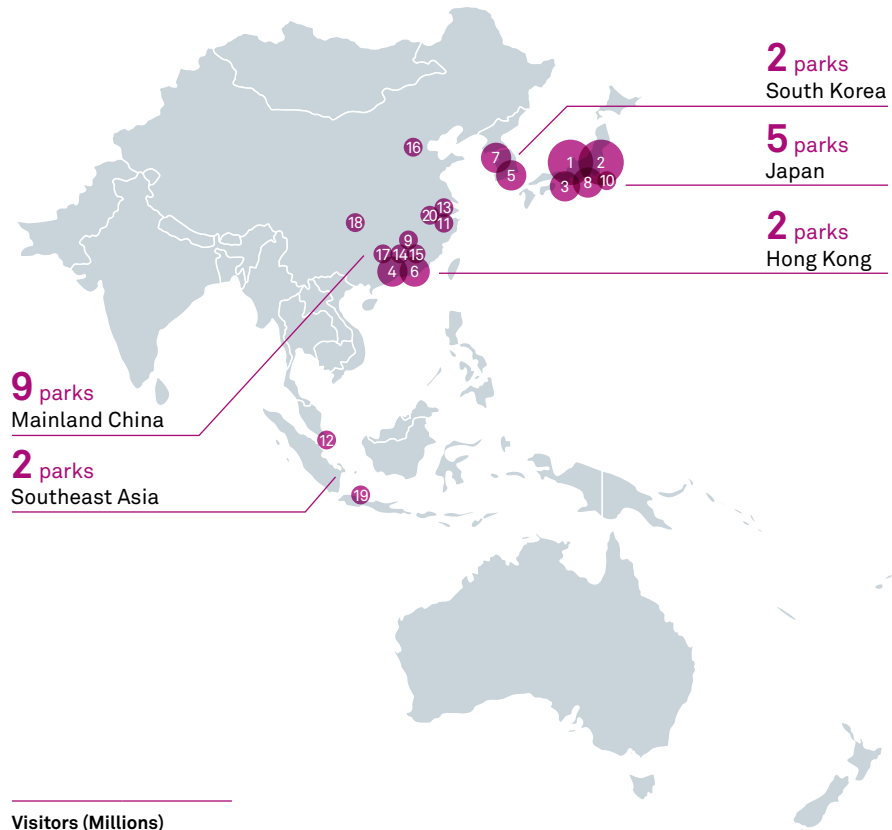 2 parks
South Korea
5 parks
Japan
2 parks
Hong Kong
9 parks
Mainland China
2 parks
Southeast Asia
16
7
1
2
5
3
8
10
13
20
11
18
9
17
14
15
4
6
12
19
Visitors (Millions)